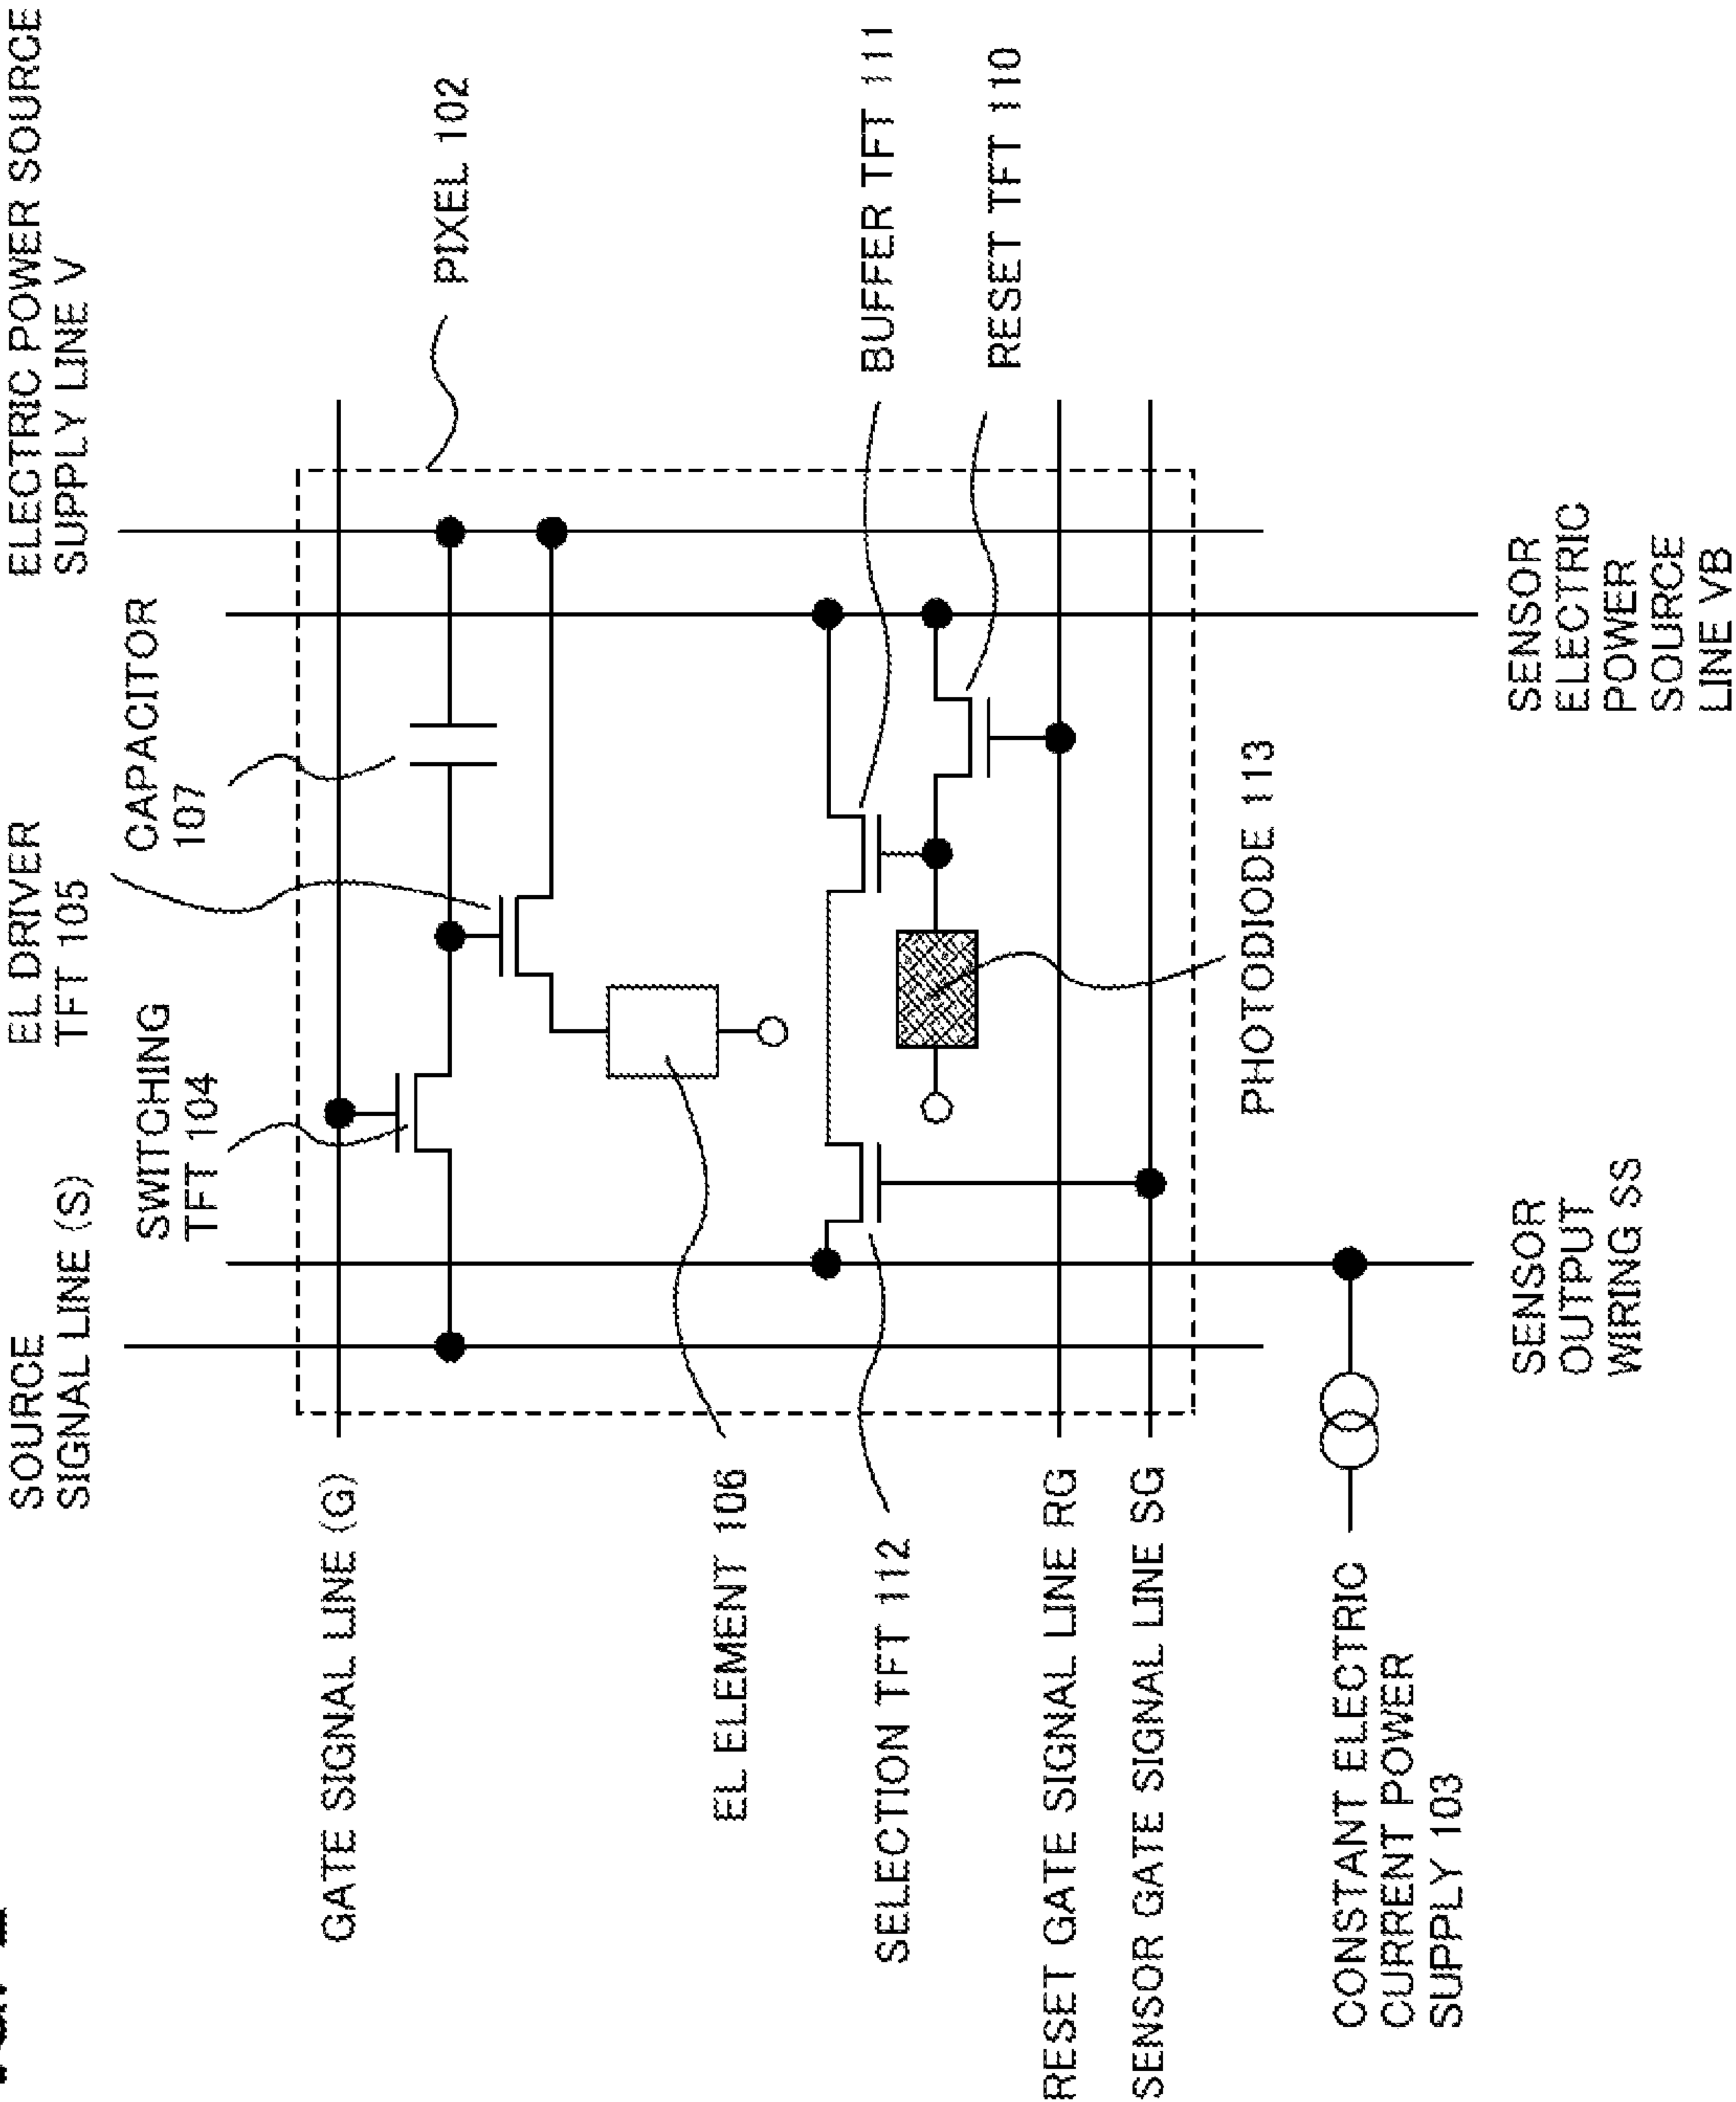 SOURCE
SIGNAL LINE (S)
EL DRIVER
TFT 105
ELECTRIC POWER SOURCE
SUPPLY LINE V
SWITCHING
TFT 104
CAPACITOR
107
GATE SIGNAL LINE (G)
PIXEL 102
EL ELEMENT 106
BUFFER TFT 111
SELECTION TFT 112
RESET TFT 110
RESET GATE SIGNAL LINE RG
SENSOR GATE SIGNAL LINE SG
PHOTODIODE 113
CONSTANT ELECTRIC
CURRENT POWER
SUPPLY 103
SENSOR
OUTPUT
WIRING SS
SENSOR
ELECTRIC
POWER
SOURCE
LINE VB